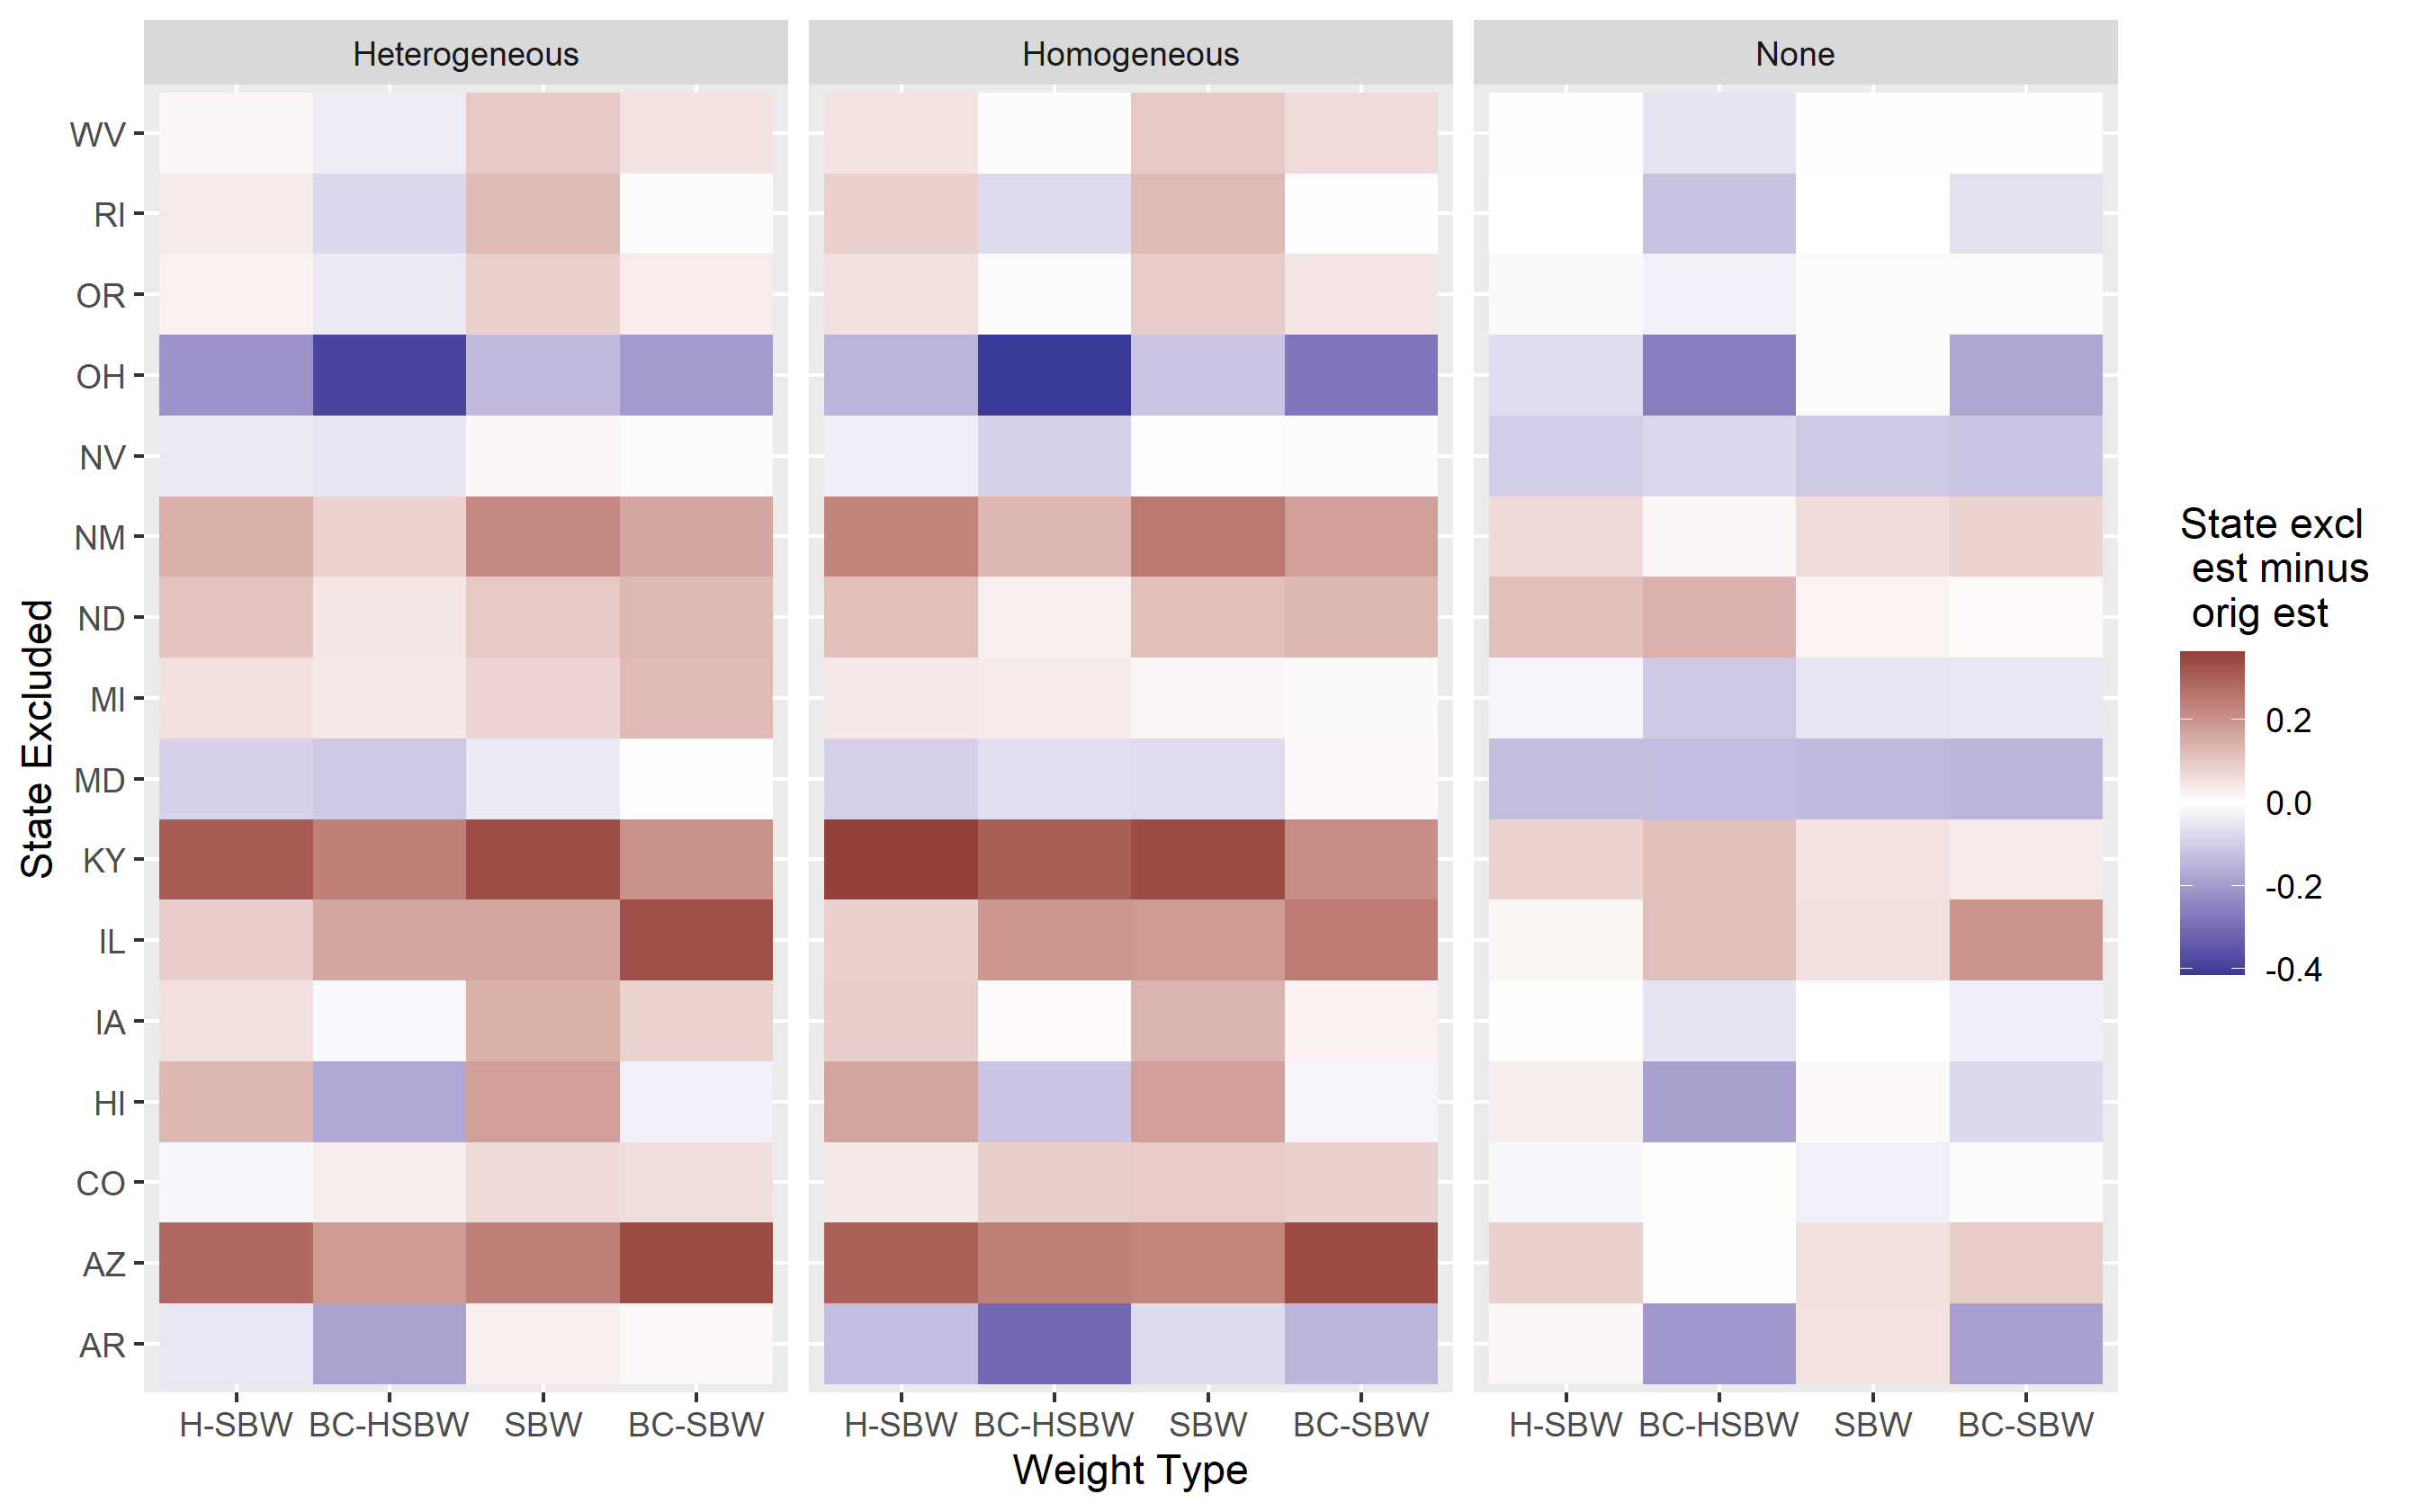 Heterogeneous
Homogeneous
None
State Excluded
WV
RI
OR
OH
NV
NM
ND
MI
MD
KY
IL
IA
HI
CO
AZ
AR
H-SBW BC-HSBW SBW BC-SBW
H-SBW BC-HSBW SBW BC-SBW
H-SBW BC-HSBW SBW BC-SBW
Weight Type
State excl
est minus
orig est
0.2
0.0
-0.2
-0.4